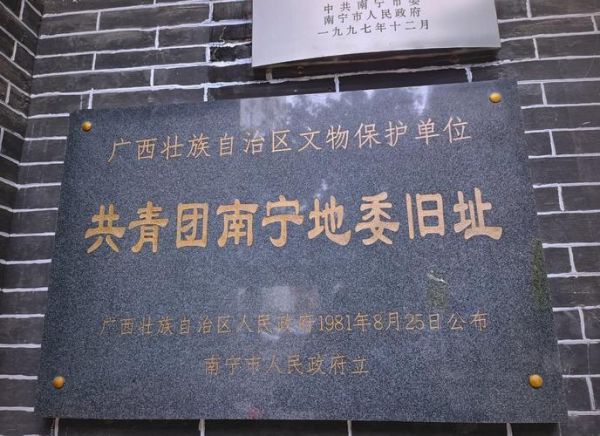 中共南宁市委
南宁市人民政府
一九九七年十二月
广西壮族自治区文物保护单位
共青团南宁地委旧址
广西壮族自治区人民政府1981年8月25日公布
南宁市人民政府立